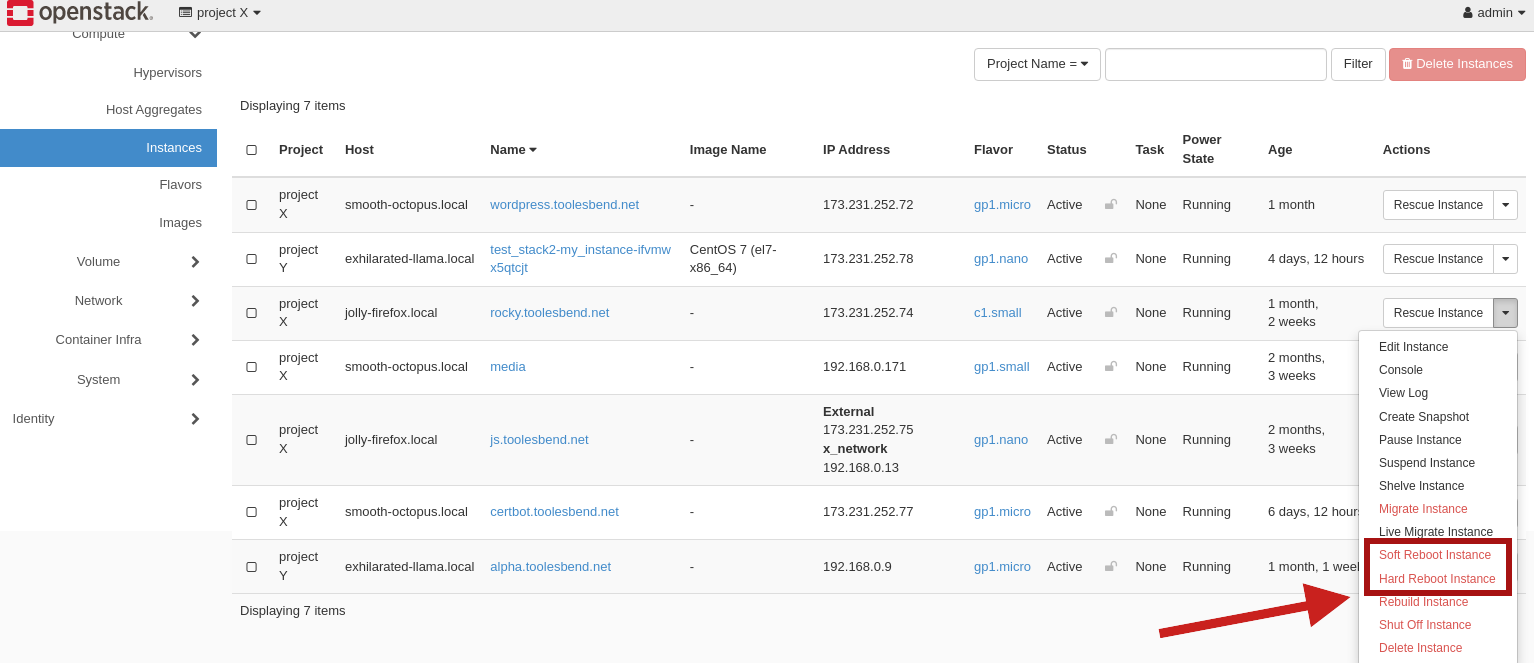 openstack.
project X
admin
Compute
Hypervisors
Host Aggregates
Instances
Flavors
Images
Volume
Network
Container Infra
System
Identity
Project Name =
Filter
Delete Instances
Displaying 7 items
Project Host Name Image Name IP Address Flavor Status Task Power State Age Actions
project X smooth-octopus.local wordpress.toolesbend.net - 173.231.252.72 gp1.micro Active None Running 1 month Rescue Instance
project Y exhilarated-llama.local test_stack2-my_instance-ifvmwx5qtcjt CentOS 7 (el7-x86_64) 173.231.252.78 gp1.nano Active None Running 4 days, 12 hours Rescue Instance
project X jolly-firefox.local rocky.toolesbend.net - 173.231.252.74 c1.small Active None Running 1 month, 2 weeks Rescue Instance
project X smooth-octopus.local media - 192.168.0.171 gp1.small Active None Running 2 months, 3 weeks
project X jolly-firefox.local js.toolesbend.net - External 173.231.252.75 x_network 192.168.0.13 gp1.nano Active None Running 2 months, 3 weeks
project X smooth-octopus.local certbot.toolesbend.net - 173.231.252.77 gp1.micro Active None Running 6 days, 12 hours
project Y exhilarated-llama.local alpha.toolesbend.net - 192.168.0.9 gp1.micro Active None Running 1 month, 1 week
Displaying 7 items
Edit Instance
Console
View Log
Create Snapshot
Pause Instance
Suspend Instance
Shelve Instance
Migrate Instance
Live Migrate Instance
Soft Reboot Instance
Hard Reboot Instance
Rebuild Instance
Shut Off Instance
Delete Instance